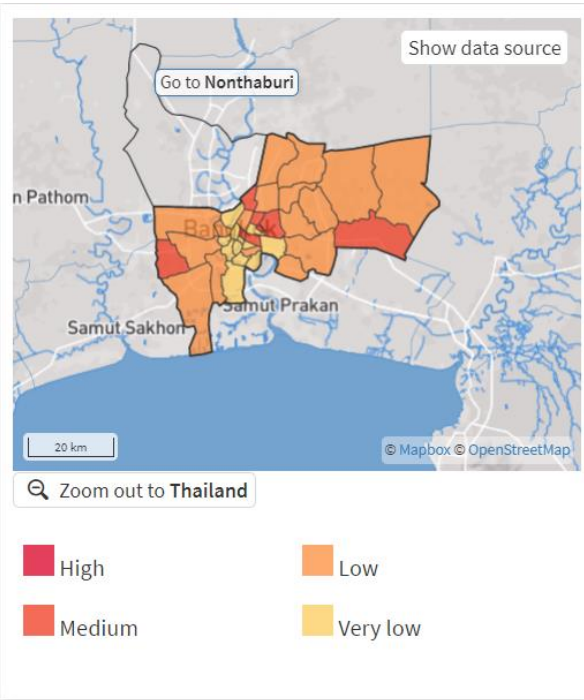 Show data source
Go to Nonthaburi
n Pathom
Bangkok
Samut Prakan
Samut Sakhon
20 km
© Mapbox © OpenStreetMap
Zoom out to Thailand
High
Low
Medium
Very low